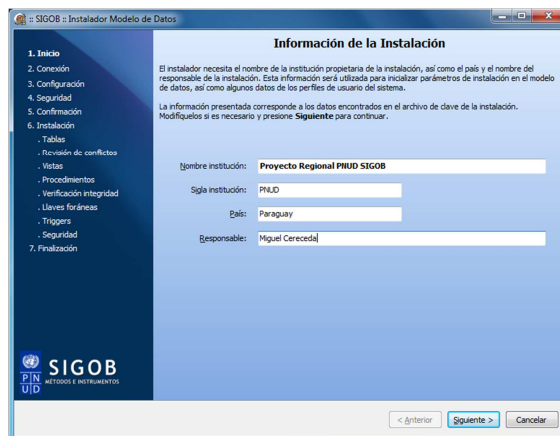 :: SIGOB :: Instalador Modelo de Datos
1. Inicio
2. Conexión
3. Configuración
4. Seguridad
5. Confirmación
6. Instalación
. Tablas
. Revisión de conflictos
. Vistas
. Procedimientos
. Verificación integridad
. Llaves foráneas
. Triggers
. Seguridad
7. Finalización
Información de la Instalación
El instalador necesita el nombre de la institución propietaria de la instalación, así como el país y el nombre del
responsable de la instalación. Esta información será utilizada para inicializar parámetros de instalación en el modelo
de datos, así como algunos datos de los perfiles de usuario del sistema.
La información presentada corresponde a los datos encontrados en el archivo de clave de la instalación.
Modifíquelos si es necesario y presione Siguiente para continuar.
Nombre institución: Proyecto Regional PNUD SIGOB
Sigla institución: PNUD
País: Paraguay
Responsable: Miguel Cereceda
PN
UD
SIGOB
MÉTODOS E INSTRUMENTOS
< Anterior Siguiente > Cancelar